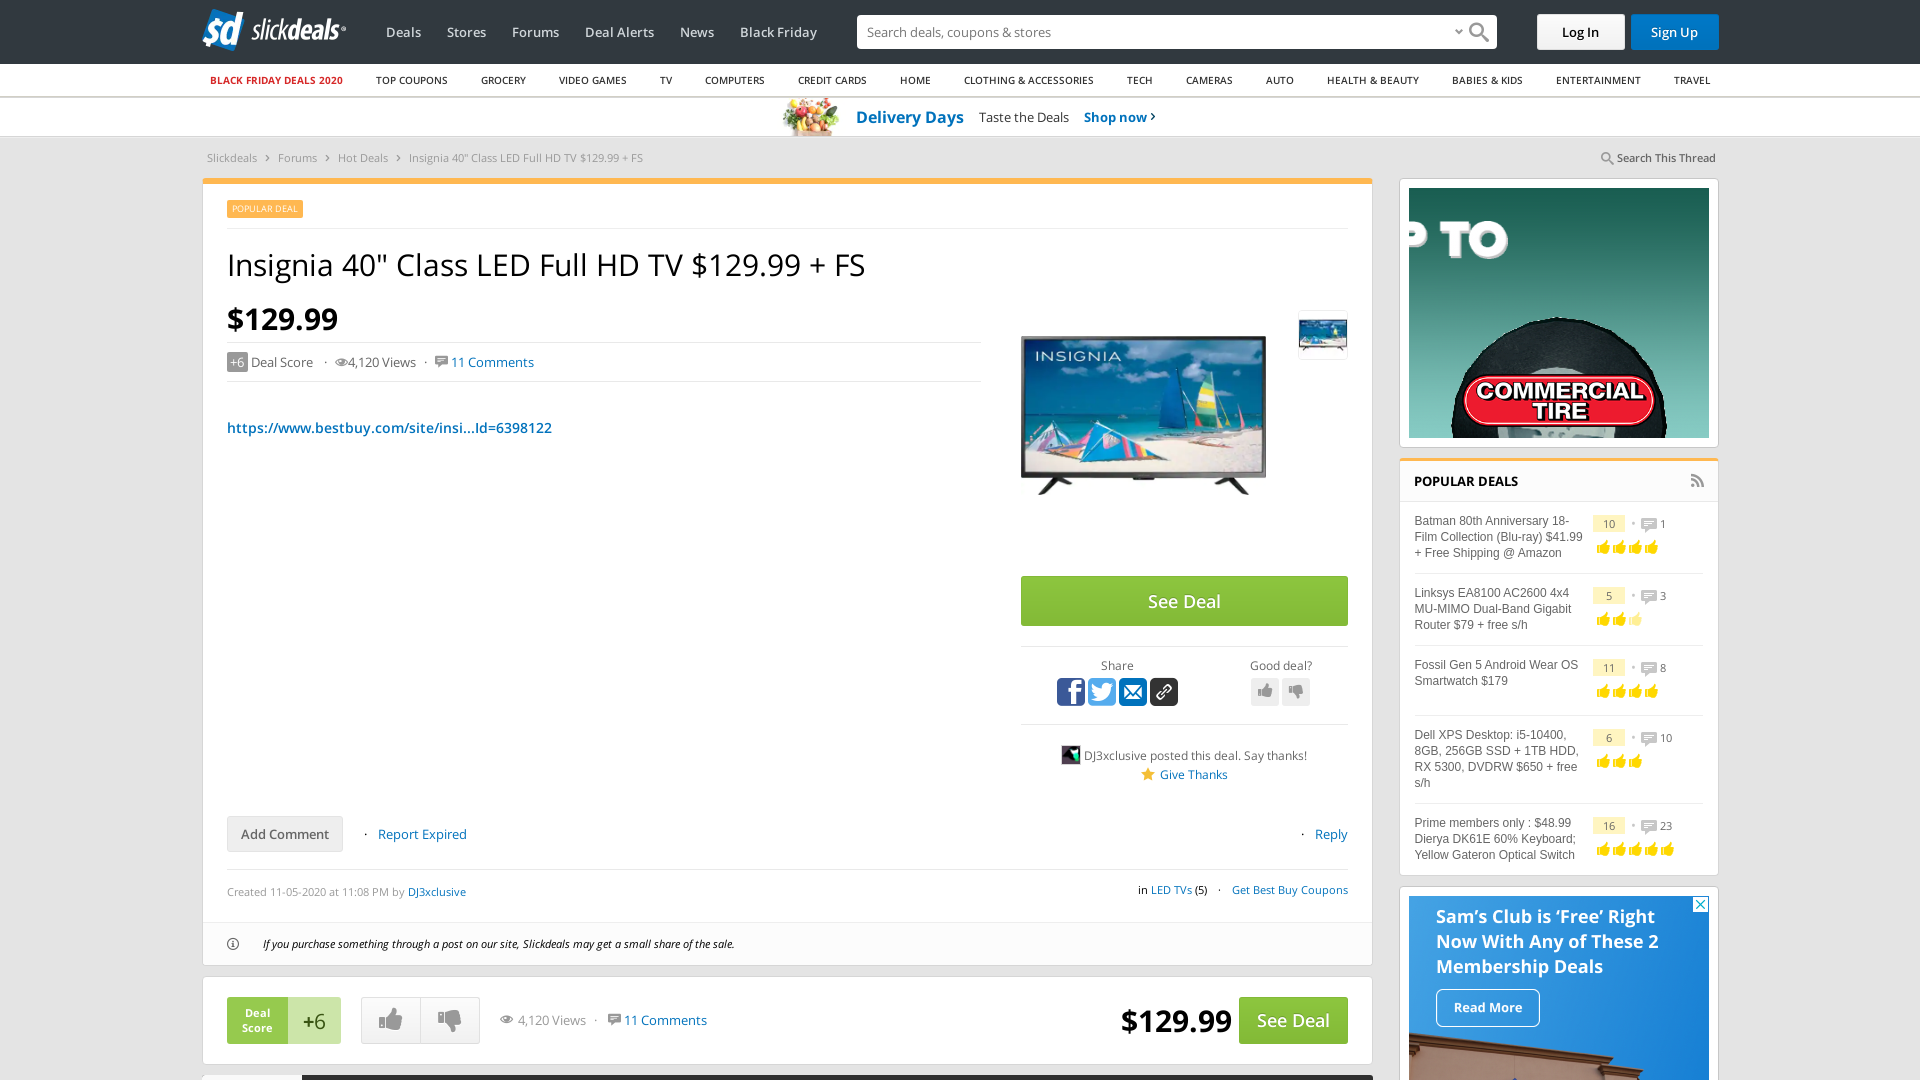 sd slickdeals
Deals
Stores
Forums
Deal Alerts
News
Black Friday
Search deals, coupons & stores
Log In
Sign Up
BLACK FRIDAY DEALS 2020
TOP COUPONS
GROCERY
VIDEO GAMES
TV
COMPUTERS
CREDIT CARDS
HOME
CLOTHING & ACCESSORIES
TECH
CAMERAS
AUTO
HEALTH & BEAUTY
BABIES & KIDS
ENTERTAINMENT
TRAVEL
Delivery Days Taste the Deals Shop now
Slickdeals > Forums > Hot Deals > Insignia 40" Class LED Full HD TV $129.99 + FS
Search This Thread
POPULAR DEAL
Insignia 40" Class LED Full HD TV $129.99 + FS
$129.99
+6 Deal Score · 4,120 Views · 11 Comments
https://www.bestbuy.com/site/insi...Id=6398122
INSIGNIA
See Deal
Share
Good deal?
DJ3xclusive posted this deal. Say thanks!
Give Thanks
Add Comment · Report Expired
· Reply
Created 11-05-2020 at 11:08 PM by DJ3xclusive
in LED TVs (5) · Get Best Buy Coupons
If you purchase something through a post on our site, Slickdeals may get a small share of the sale.
Deal
Score
+6
4,120 Views · 11 Comments
$129.99
See Deal
P TO
COMMERCIAL
TIRE
POPULAR DEALS
Batman 80th Anniversary 18-
Film Collection (Blu-ray) $41.99
+ Free Shipping @ Amazon
10 • 1
Linksys EA8100 AC2600 4x4
MU-MIMO Dual-Band Gigabit
Router $79 + free s/h
5 • 3
Fossil Gen 5 Android Wear OS
Smartwatch $179
11 • 8
Dell XPS Desktop: i5-10400,
8GB, 256GB SSD + 1TB HDD,
RX 5300, DVDRW $650 + free
s/h
6 • 10
Prime members only : $48.99
Dierya DK61E 60% Keyboard;
Yellow Gateron Optical Switch
16 • 23
Sam's Club is 'Free' Right
Now With Any of These 2
Membership Deals
Read More